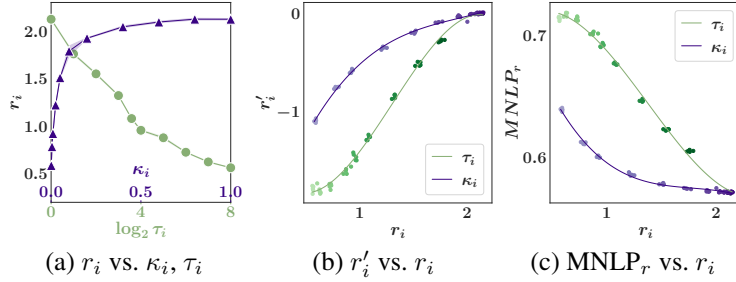 2.0
1.5
1.0
0.5
r_i
0.0 0.5 1.0
κ_i
0 4 8
log₂ τ_i
(a) r_i vs. κ_i, τ_i
0
−1
r′_i
τ_i
κ_i
1 2
r_i
(b) r′_i vs. r_i
0.7
0.6
MNLP_r
τ_i
κ_i
1 2
r_i
(c) MNLP_r vs. r_i